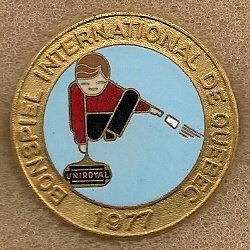 BONSPIEL INTERNATIONAL DE QUEBEC
UNIROYAL
1977